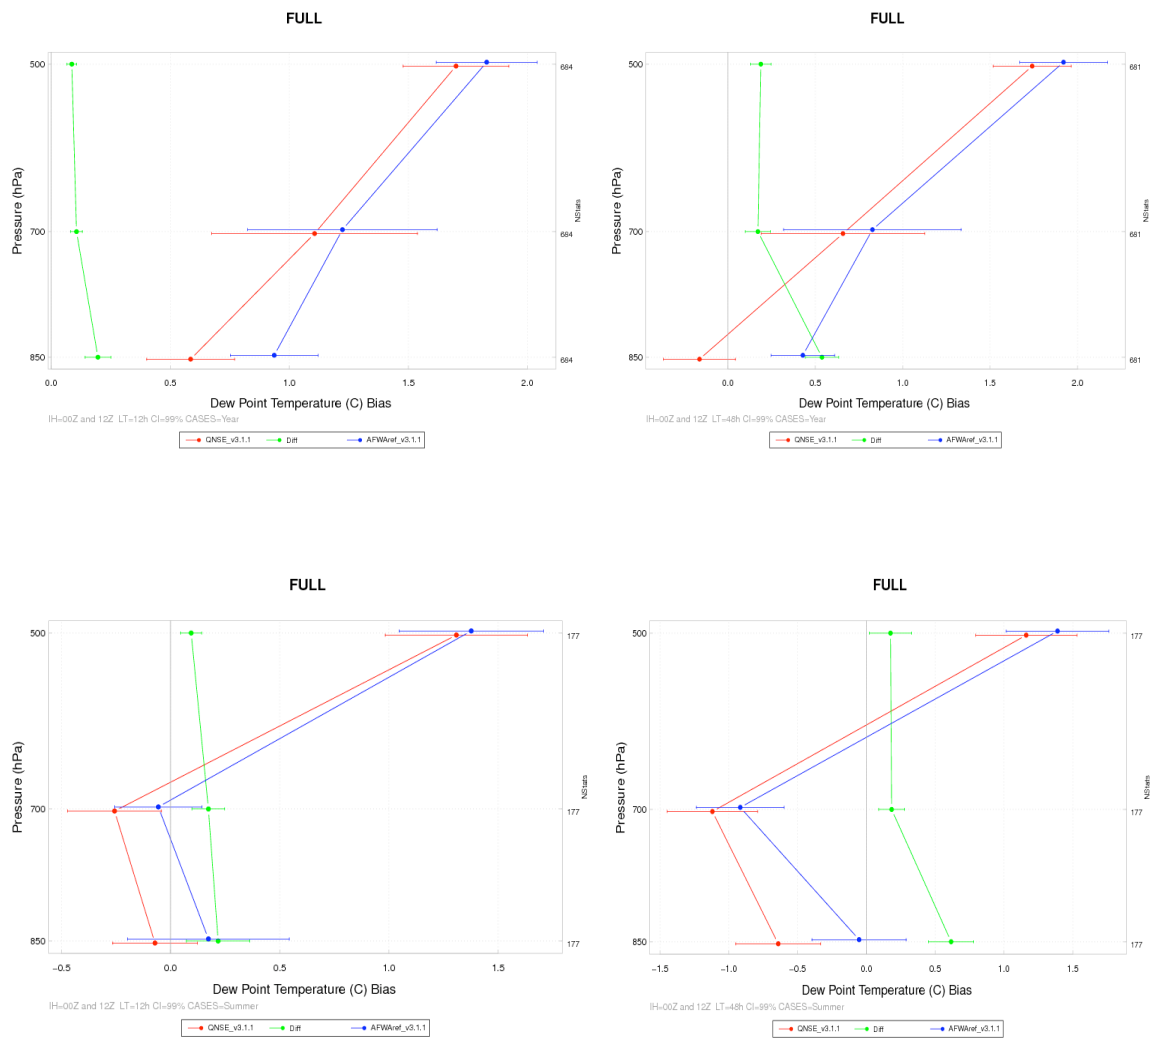 FULL
500
700
850
684
684
684
NStats
Pressure (hPa)
0.0 0.5 1.0 1.5 2.0
Dew Point Temperature (C) Bias
IH=00Z and 12Z LT=12h CI=99% CASES=Year
QNSE_v3.1.1 Diff AFWAref_v3.1.1
FULL
500
700
850
681
681
681
NStats
Pressure (hPa)
0.0 0.5 1.0 1.5 2.0
Dew Point Temperature (C) Bias
IH=00Z and 12Z LT=48h CI=99% CASES=Year
QNSE_v3.1.1 Diff AFWAref_v3.1.1
FULL
500
700
850
177
177
177
NStats
Pressure (hPa)
−0.5 0.0 0.5 1.0 1.5
Dew Point Temperature (C) Bias
IH=00Z and 12Z LT=12h CI=99% CASES=Summer
QNSE_v3.1.1 Diff AFWAref_v3.1.1
FULL
500
700
850
177
177
177
NStats
Pressure (hPa)
−1.5 −1.0 −0.5 0.0 0.5 1.0 1.5
Dew Point Temperature (C) Bias
IH=00Z and 12Z LT=48h CI=99% CASES=Summer
QNSE_v3.1.1 Diff AFWAref_v3.1.1